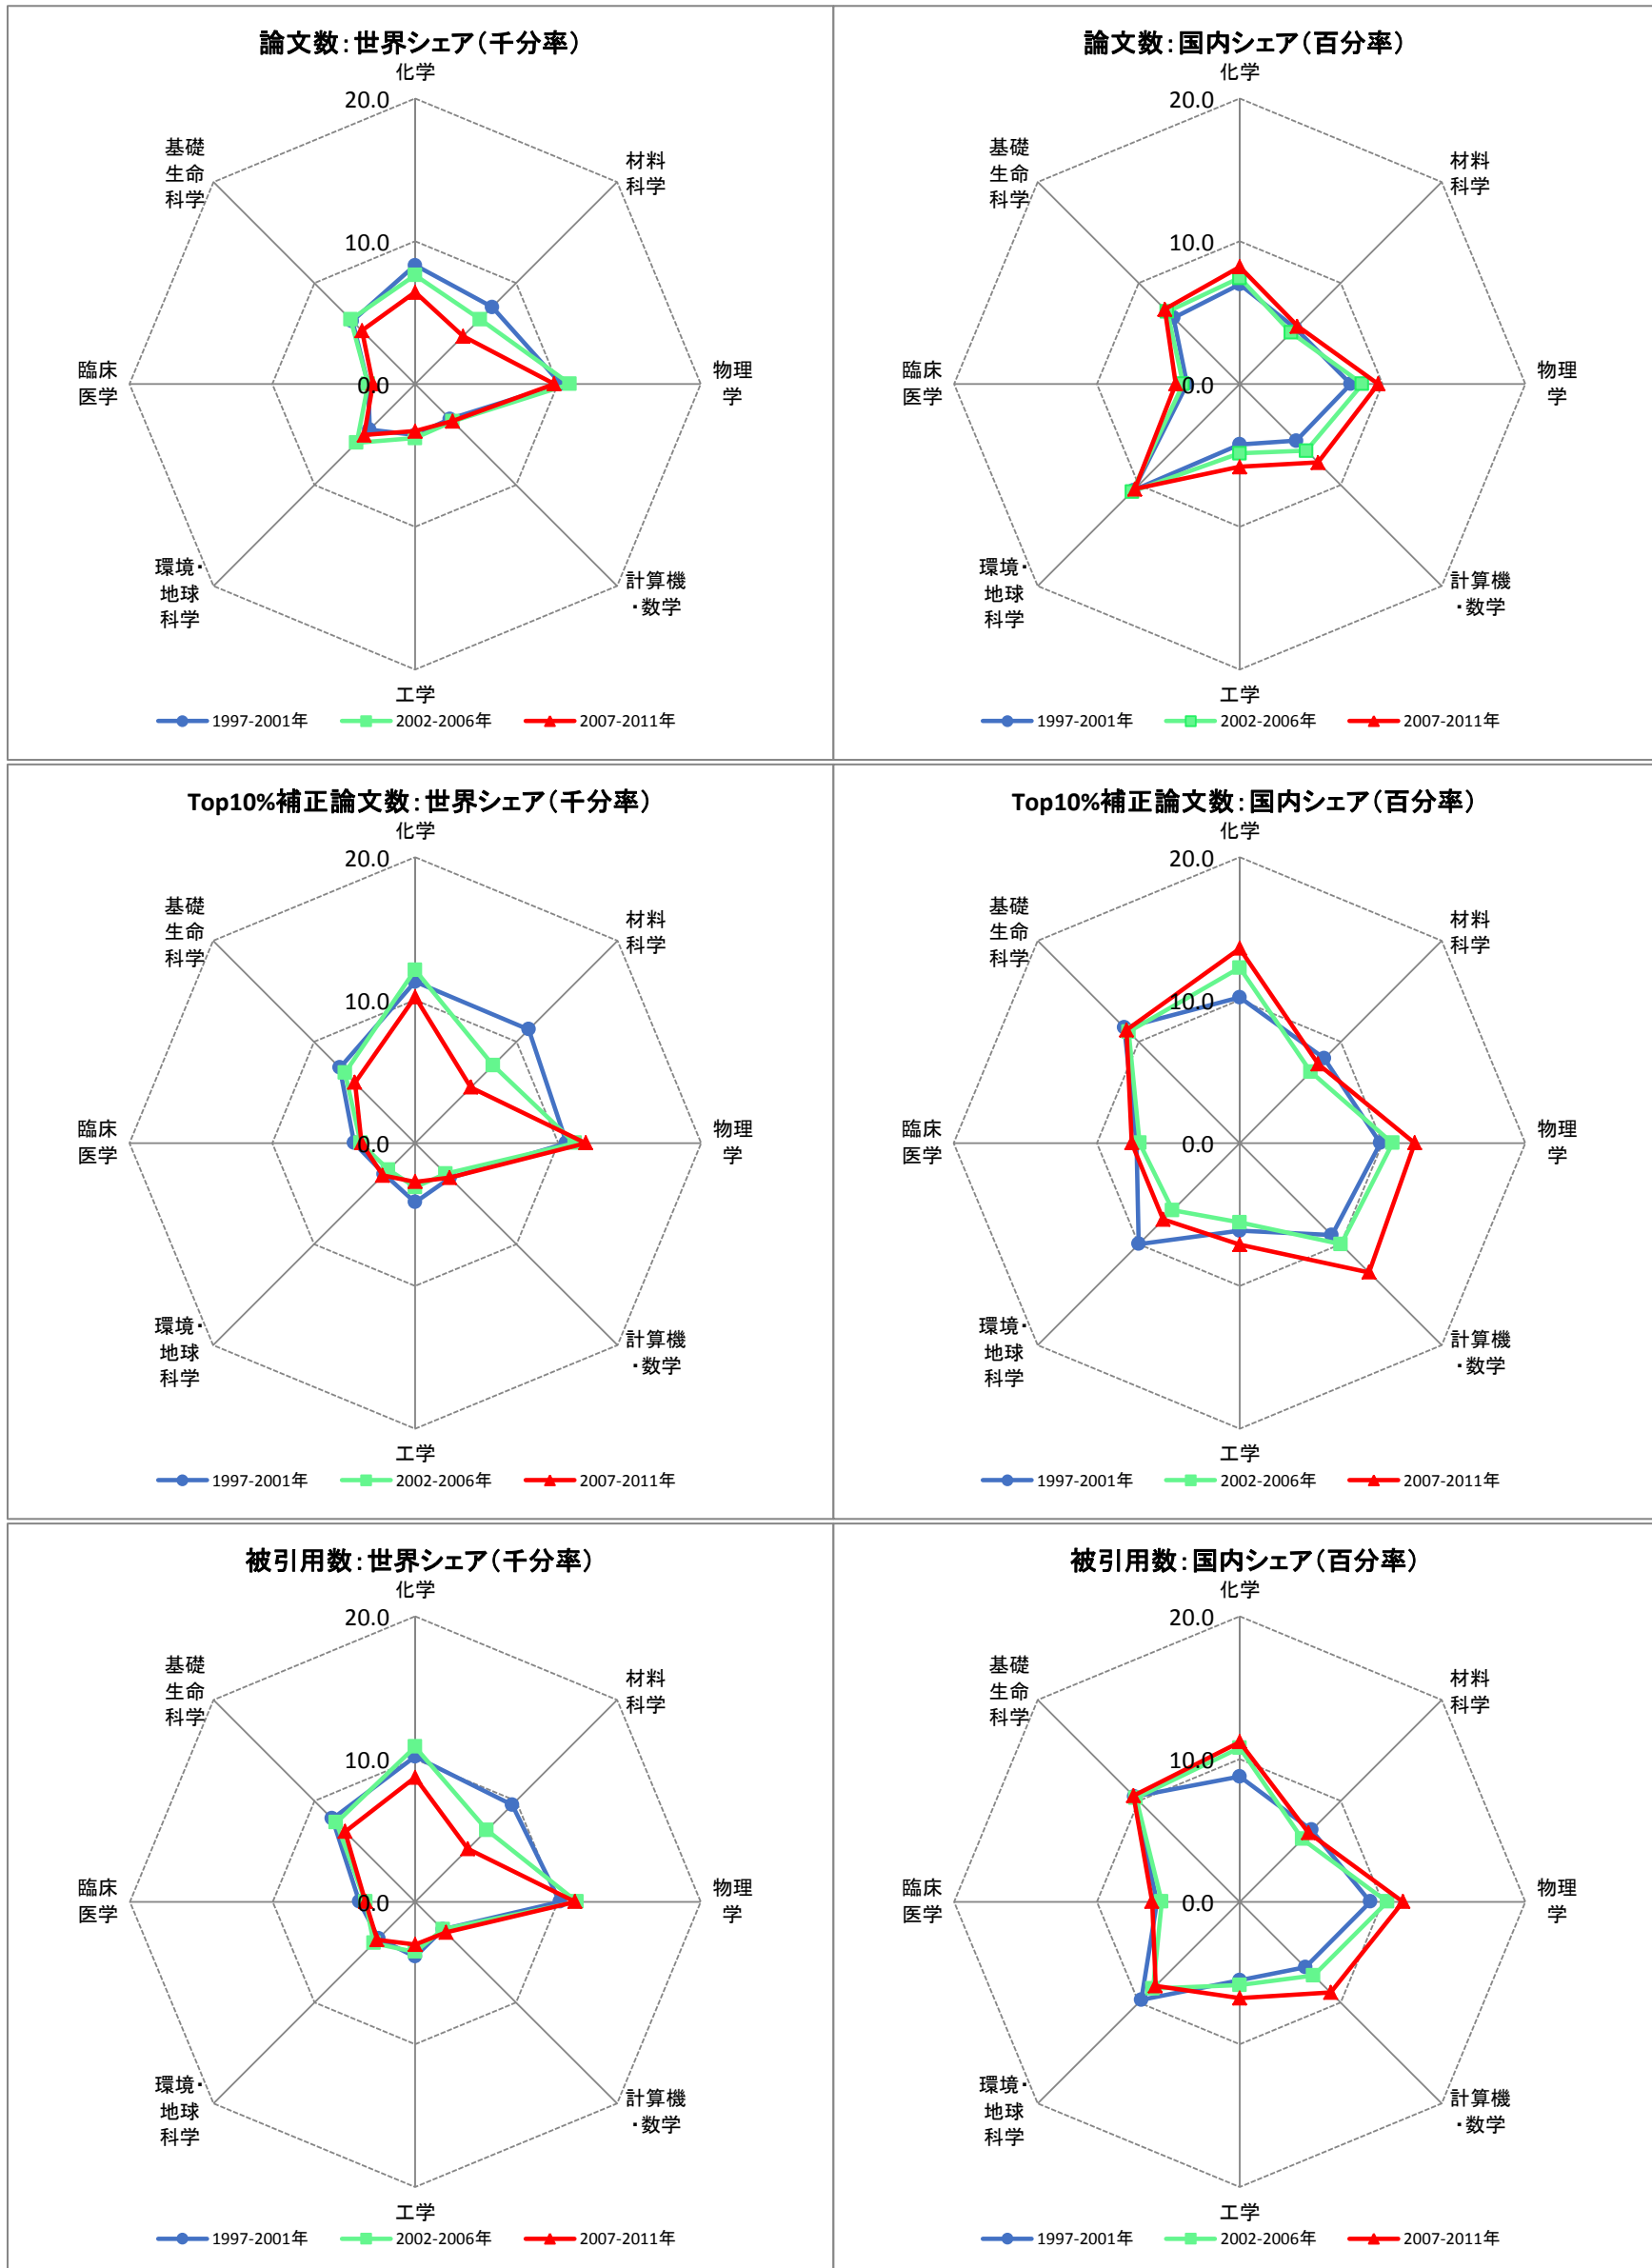 論文数：世界シェア（千分率）
化学
20.0
基礎
生命
科学
材料
科学
10.0
臨床
医学
0.0
物理
学
環境・
地球
科学
計算機
・数学
工学
1997-2001年
2002-2006年
2007-2011年
論文数：国内シェア（百分率）
化学
20.0
基礎
生命
科学
材料
科学
10.0
臨床
医学
0.0
物理
学
環境・
地球
科学
計算機
・数学
工学
1997-2001年
2002-2006年
2007-2011年
Top10%補正論文数：世界シェア（千分率）
化学
20.0
基礎
生命
科学
材料
科学
10.0
臨床
医学
0.0
物理
学
環境・
地球
科学
計算機
・数学
工学
1997-2001年
2002-2006年
2007-2011年
Top10%補正論文数：国内シェア（百分率）
化学
20.0
基礎
生命
科学
材料
科学
10.0
臨床
医学
0.0
物理
学
環境・
地球
科学
計算機
・数学
工学
1997-2001年
2002-2006年
2007-2011年
被引用数：世界シェア（千分率）
化学
20.0
基礎
生命
科学
材料
科学
10.0
臨床
医学
0.0
物理
学
環境・
地球
科学
計算機
・数学
工学
1997-2001年
2002-2006年
2007-2011年
被引用数：国内シェア（百分率）
化学
20.0
基礎
生命
科学
材料
科学
10.0
臨床
医学
0.0
物理
学
環境・
地球
科学
計算機
・数学
工学
1997-2001年
2002-2006年
2007-2011年